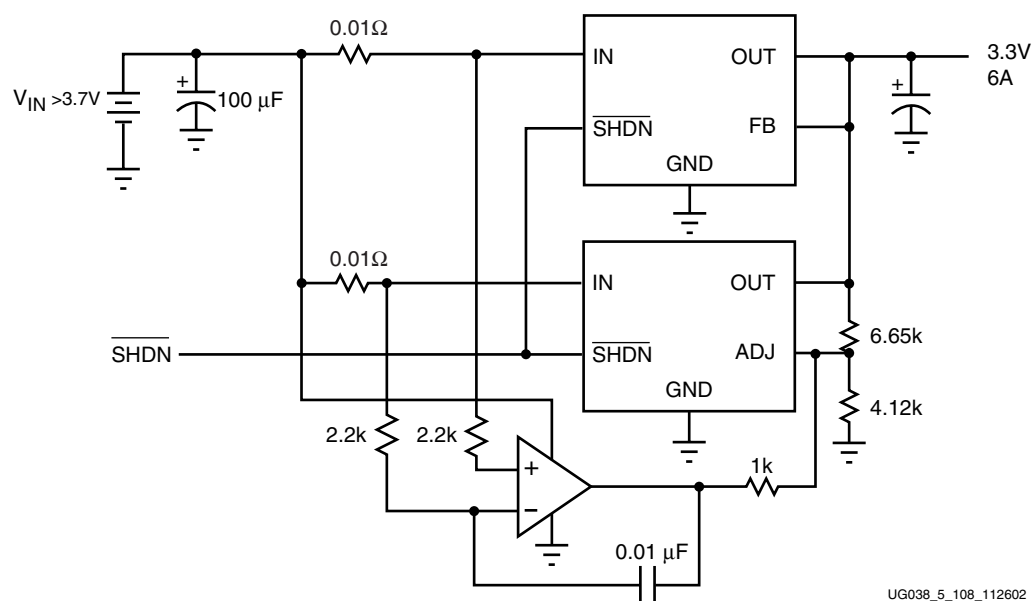 0.01Ω
IN
OUT
3.3V
6A
+
+
V_IN >3.7V
100 µF
SHDN
FB
GND
0.01Ω
IN
OUT
6.65k
SHDN
SHDN
ADJ
GND
4.12k
2.2k
2.2k
+
1k
–
0.01 µF
UG038_5_108_112602